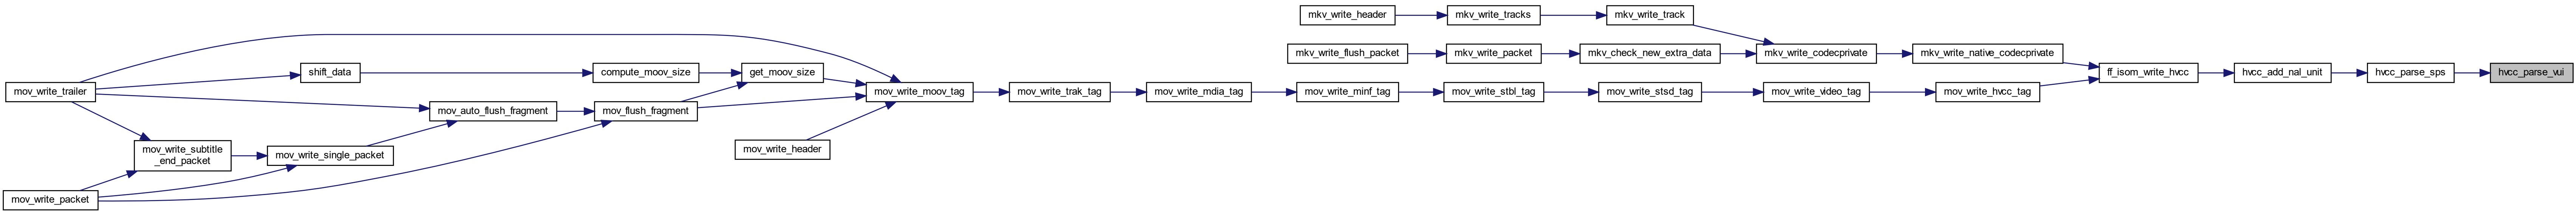 mkv_write_header
mkv_write_tracks
mkv_write_track
mkv_write_flush_packet
mkv_write_packet
mkv_check_new_extra_data
mkv_write_codecprivate
mkv_write_native_codecprivate
shift_data
compute_moov_size
get_moov_size
ff_isom_write_hvcc
hvcc_add_nal_unit
hvcc_parse_sps
hvcc_parse_vui
mov_write_trailer
mov_write_moov_tag
mov_write_trak_tag
mov_write_mdia_tag
mov_write_minf_tag
mov_write_stbl_tag
mov_write_stsd_tag
mov_write_video_tag
mov_write_hvcc_tag
mov_auto_flush_fragment
mov_flush_fragment
mov_write_header
mov_write_subtitle
_end_packet
mov_write_single_packet
mov_write_packet